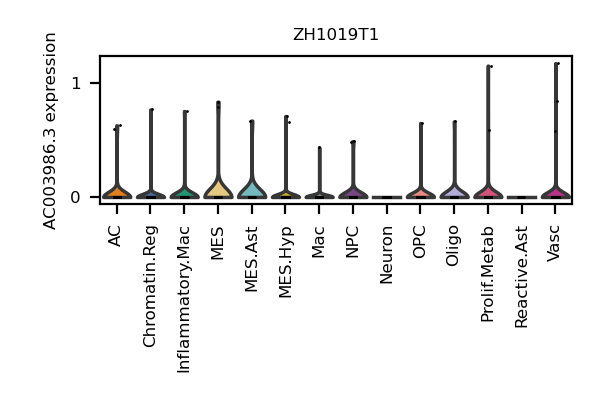 ZH1019T1
AC003986.3 expression
1
0
AC
Chromatin.Reg
Inflammatory.Mac
MES
MES.Ast
MES.Hyp
Mac
NPC
Neuron
OPC
Oligo
Prolif.Metab
Reactive.Ast
Vasc